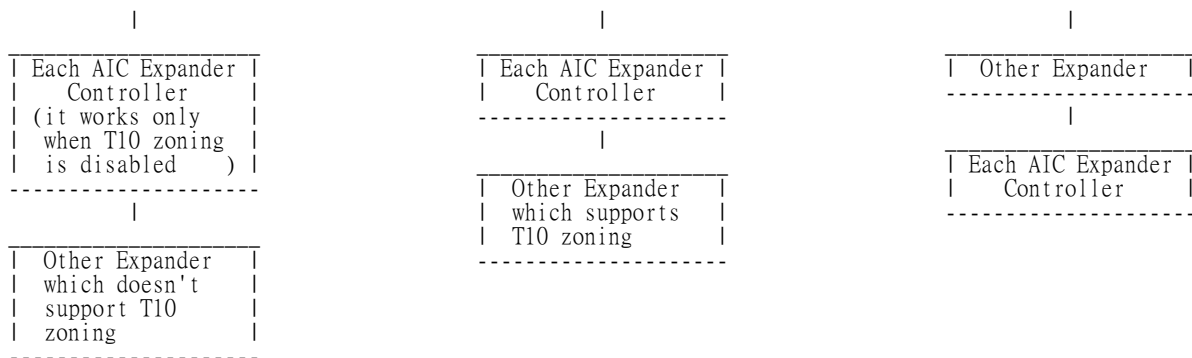 Each AIC Expander
Controller
(it works only
when T10 zoning
is disabled )
Other Expander
which doesn't
support T10
zoning
Each AIC Expander
Controller
Other Expander
which supports
T10 zoning
Other Expander
Each AIC Expander
Controller